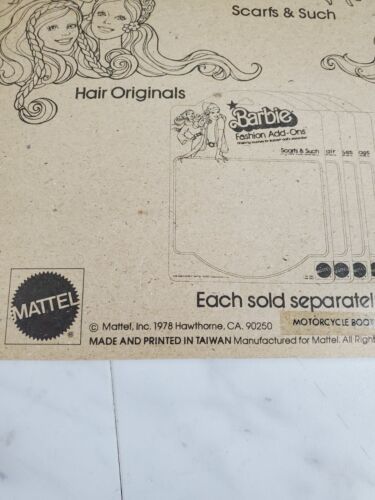 Scarfs & Such
Hair Originals
Barbie
Fashion Add-Ons
Scarfs & Such
MATTEL
®
Each sold separatel
© Mattel, Inc. 1978 Hawthorne, CA. 90250
MOTORCYCLE BOOT
MADE AND PRINTED IN TAIWAN Manufactured for Mattel. All Righ